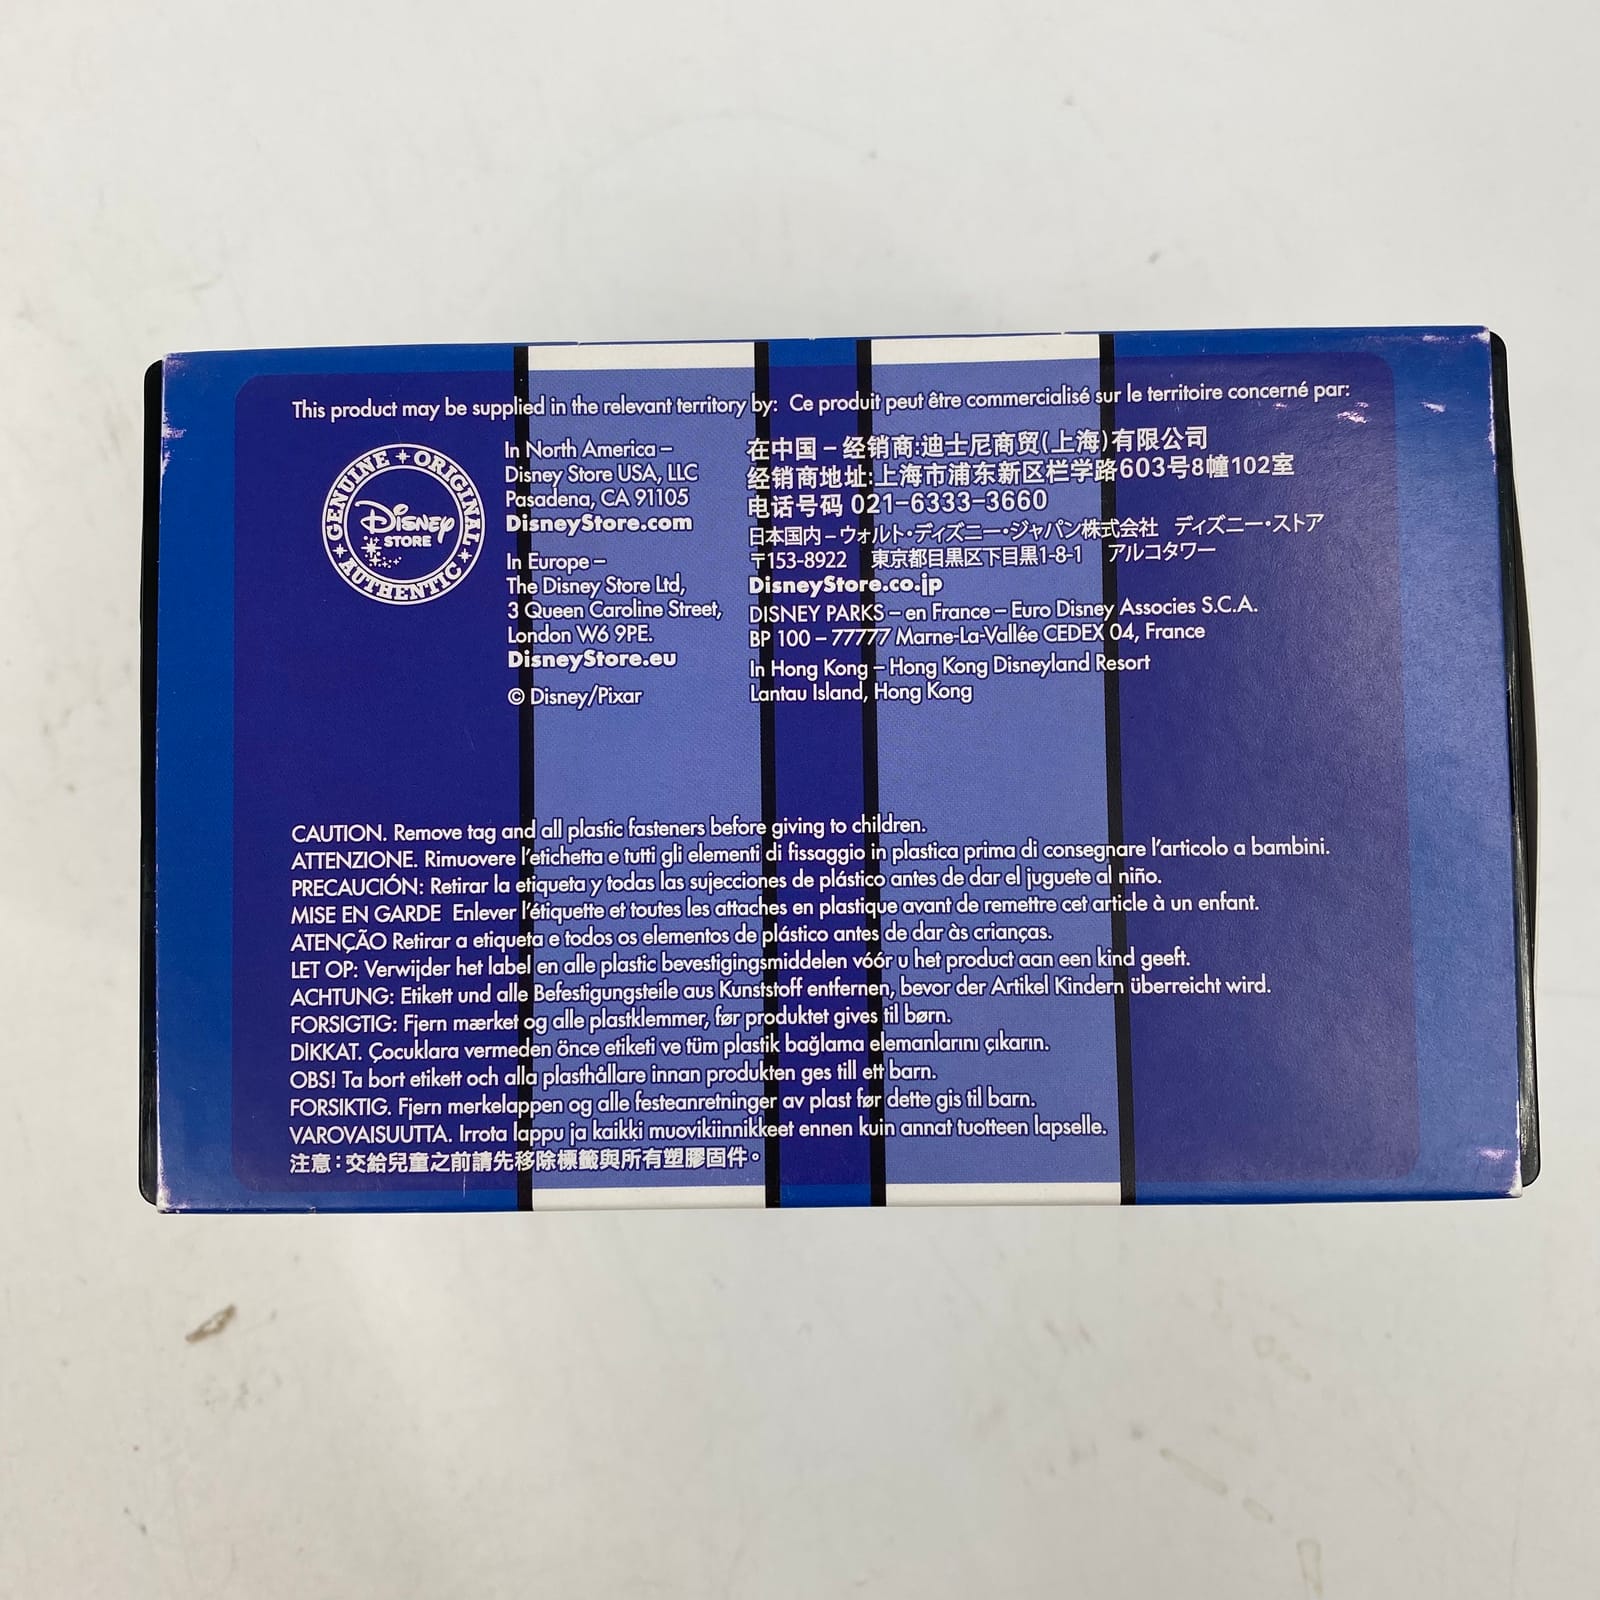 This product may be supplied in the relevant territory by: Ce produit peut être commercialisé sur le territoire concerné par:
GENUINE ORIGINAL AUTHENTIC
Disney
STORE
In North America –
Disney Store USA, LLC
Pasadena, CA 91105
DisneyStore.com
In Europe –
The Disney Store Ltd,
3 Queen Caroline Street,
London W6 9PE.
DisneyStore.eu
© Disney/Pixar
在中国 – 经销商:迪士尼商贸(上海)有限公司
经销商地址:上海市浦东新区栏学路603号8幢102室
电话号码 021-6333-3660
日本国内 – ウォルト・ディズニー・ジャパン株式会社 ディズニー・ストア
〒153-8922 東京都目黒区下目黒1-8-1 アルコタワー
DisneyStore.co.jp
DISNEY PARKS – en France – Euro Disney Associes S.C.A.
BP 100 – 77777 Marne-La-Vallée CEDEX 04, France
In Hong Kong – Hong Kong Disneyland Resort
Lantau Island, Hong Kong
CAUTION. Remove tag and all plastic fasteners before giving to children.
ATTENZIONE. Rimuovere l'etichetta e tutti gli elementi di fissaggio in plastica prima di consegnare l'articolo a bambini.
PRECAUCIÓN: Retirar la etiqueta y todas las sujecciones de plástico antes de dar el juguete al niño.
MISE EN GARDE Enlever l'étiquette et toutes les attaches en plastique avant de remettre cet article à un enfant.
ATENÇÃO Retirar a etiqueta e todos os elementos de plástico antes de dar às crianças.
LET OP: Verwijder het label en alle plastic bevestigingsmiddelen vóór u het product aan een kind geeft.
ACHTUNG: Etikett und alle Befestigungsteile aus Kunststoff entfernen, bevor der Artikel Kindern überreicht wird.
FORSIGTIG: Fjern mærket og alle plastklemmer, før produktet gives til børn.
DİKKAT. Çocuklara vermeden önce etiketi ve tüm plastik bağlama elemanlarını çıkarın.
OBS! Ta bort etikett och alla plasthållare innan produkten ges till ett barn.
FORSIKTIG. Fjern merkelappen og alle festeanretninger av plast før dette gis til barn.
VAROVAISUUTTA. Irrota lappu ja kaikki muovikiinnikkeet ennen kuin annat tuotteen lapselle.
注意：交給兒童之前請先移除標籤與所有塑膠固件。